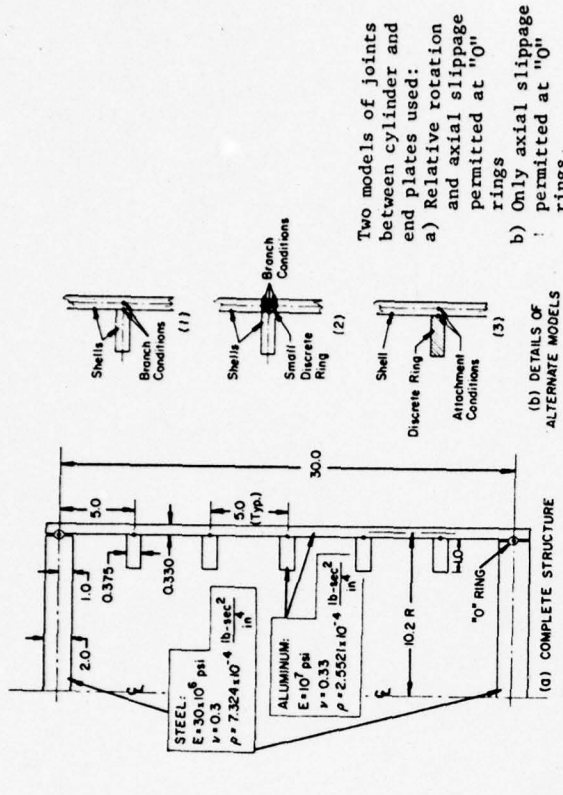 30.0
5.0
5.0
(Typ.)
0.375
0.330
1.0
2.0
1.0
10.2 R
"O" RING
℄
℄
STEEL:
E = 30x10⁶ psi
ν = 0.3
ρ = 7.324x10⁻⁴ lb-sec²
in⁴
ALUMINUM:
E = 10⁷ psi
ν = 0.33
ρ = 2.5521x10⁻⁴ lb-sec²
in⁴
(a) COMPLETE STRUCTURE
Shells
Branch
Conditions
(1)
Shells
Branch
Conditions
Small
Discrete
Ring
(2)
Shell
Discrete Ring
Attachment
Conditions
(3)
(b) DETAILS OF
ALTERNATE MODELS
Two models of joints
between cylinder and
end plates used:
a) Relative rotation
and axial slippage
permitted at "O"
rings
b) Only axial slippage
permitted at "O"
rings.